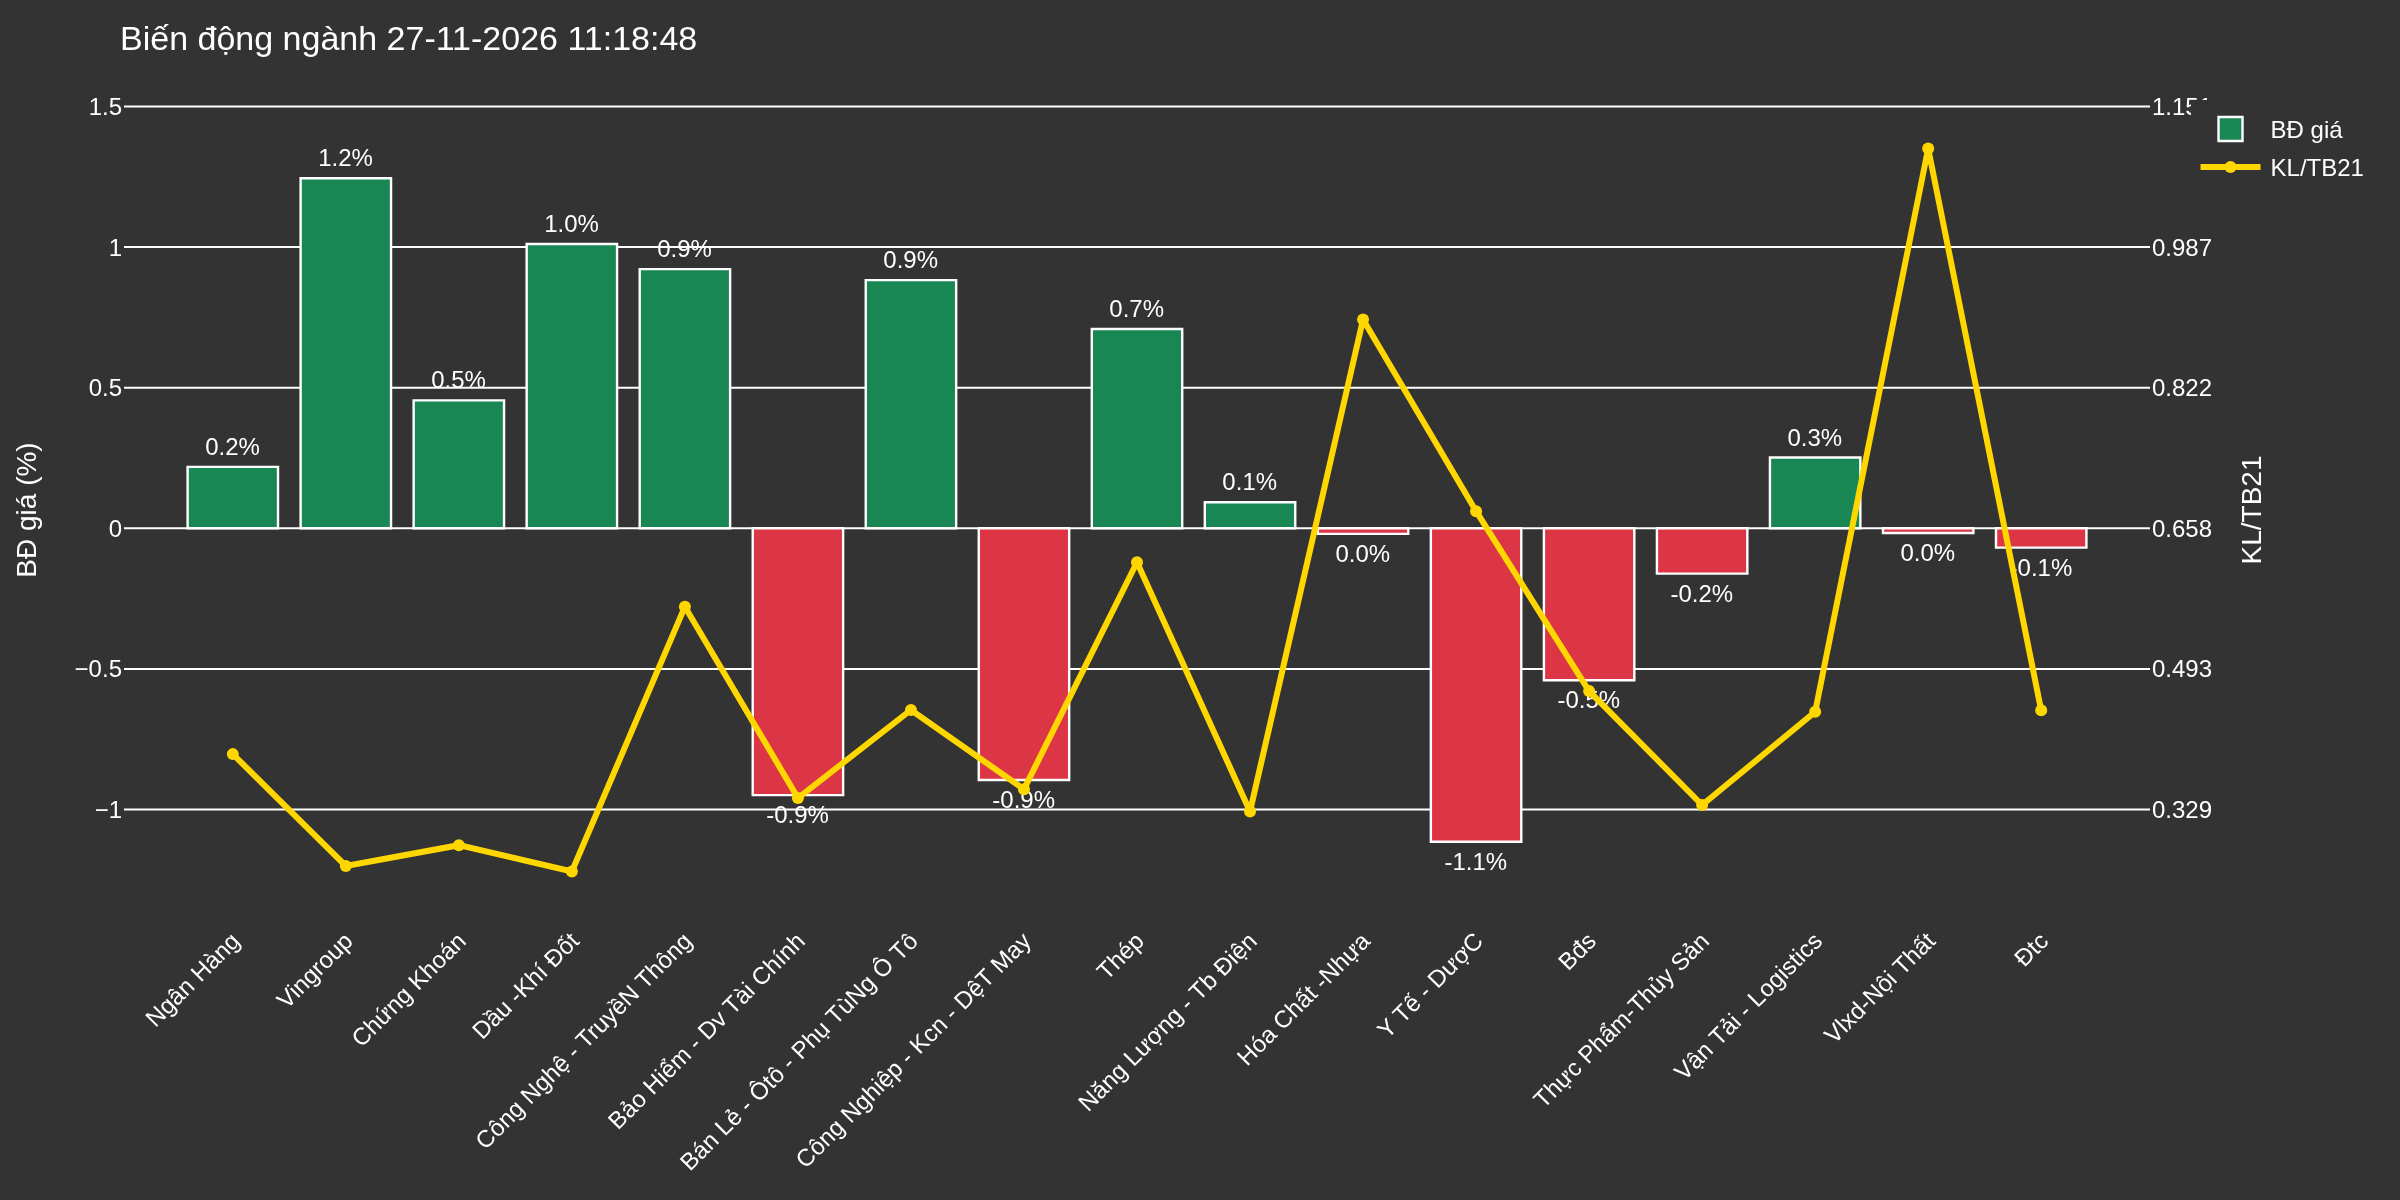 Biến động ngành 27-11-2026 11:18:48
BĐ giá
KL/TB21
1.5
1
0.5
0
−0.5
−1
BĐ giá (%)
0.987
0.822
0.658
0.493
0.329
KL/TB21
0.2%
1.2%
0.5%
1.0%
0.9%
-0.9%
0.9%
-0.9%
0.7%
0.1%
0.0%
-1.1%
-0.5%
-0.2%
0.3%
0.0%
-0.1%
Ngân Hàng
Vingroup
Chứng Khoán
Dầu -Khí Đốt
Công Nghệ - TruyềN Thông
Bảo Hiểm - Dv Tài Chính
Bán Lẻ - Ôtô - Phụ TùNg Ô Tô
Công Nghiệp - Kcn - DệT May
Thép
Năng Lượng - Tb Điện
Hóa Chất -Nhựa
Y Tế - DượC
Bđs
Thực Phẩm-Thủy Sản
Vận Tải - Logistics
Vlxd-Nội Thất
Đtc